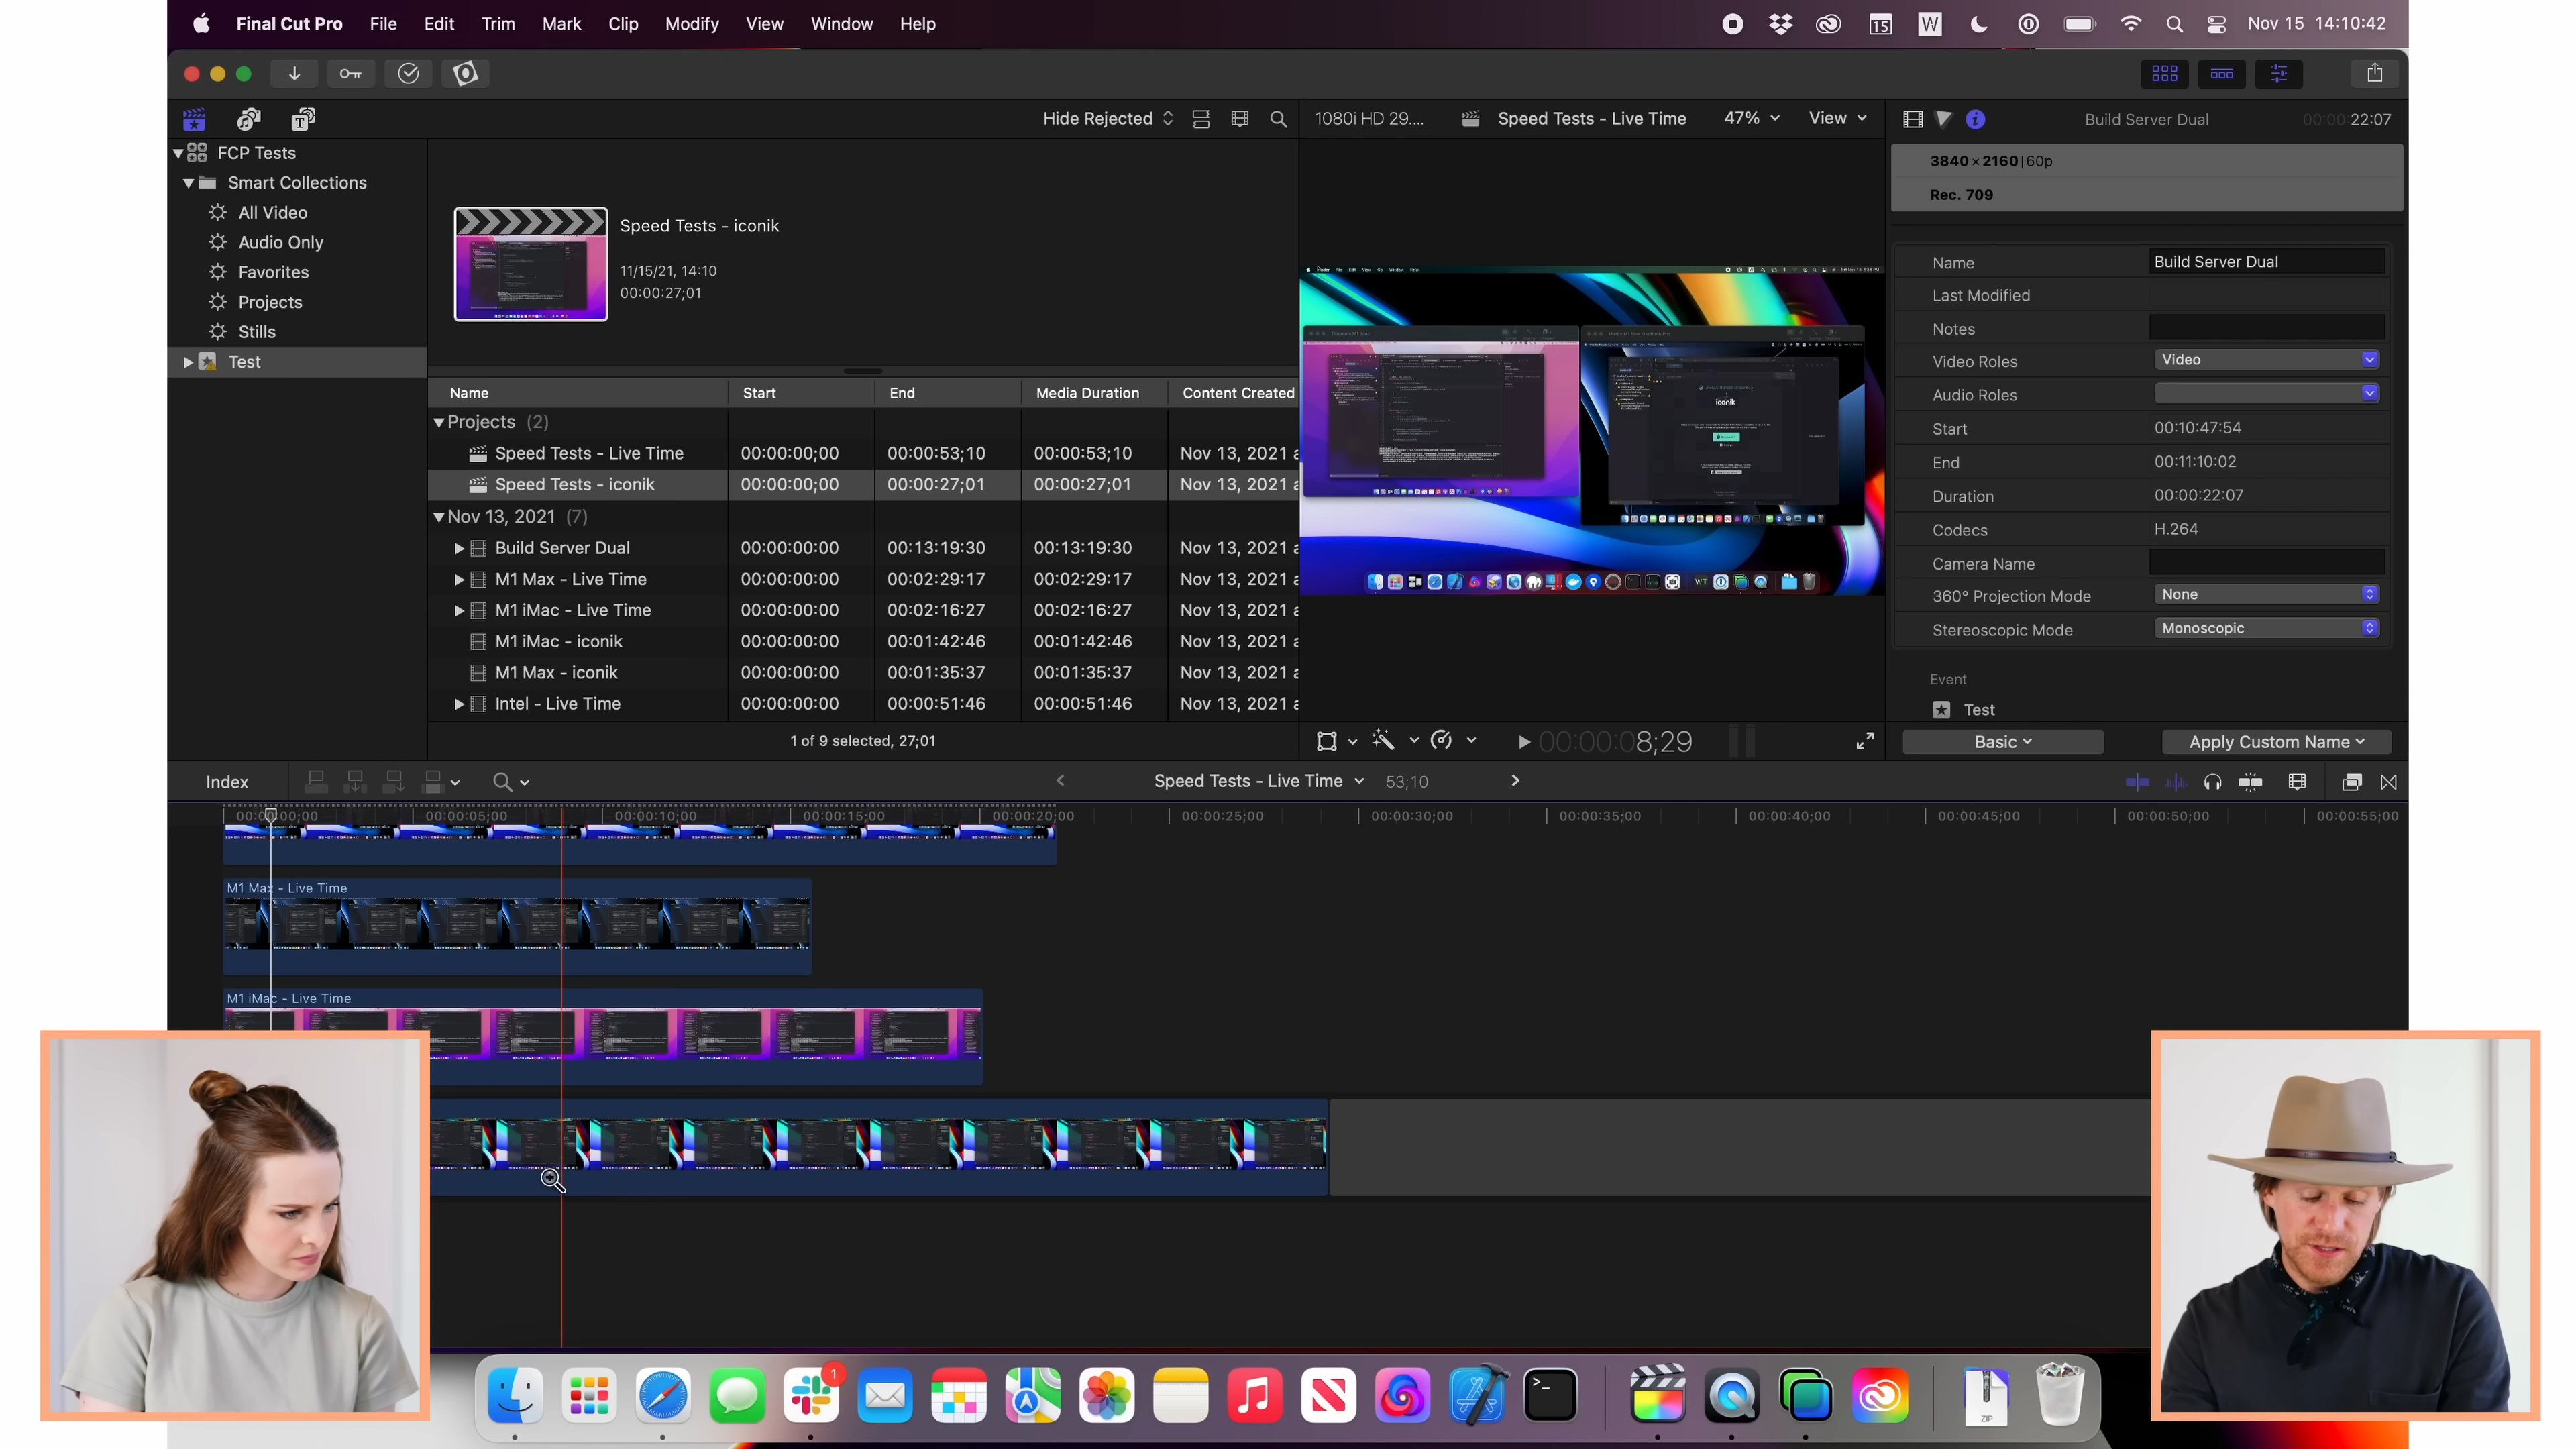 Final Cut Pro File Edit Trim Mark Clip Modify View Window Help
15 W Nov 15 14:10:42
Hide Rejected
1080i HD 29.... Speed Tests - Live Time 47% View
Build Server Dual 00:00:22:07
FCP Tests
Smart Collections
All Video
Audio Only
Favorites
Projects
Stills
Test
Speed Tests - iconik
11/15/21, 14:10
00:00:27;01
Name Start End Media Duration Content Created
Projects (2)
Speed Tests - Live Time 00:00:00;00 00:00:53;10 00:00:53;10 Nov 13, 2021 a
Speed Tests - iconik 00:00:00;00 00:00:27;01 00:00:27;01 Nov 13, 2021 a
Nov 13, 2021 (7)
Build Server Dual 00:00:00:00 00:13:19:30 00:13:19:30 Nov 13, 2021 a
M1 Max - Live Time 00:00:00:00 00:02:29:17 00:02:29:17 Nov 13, 2021 a
M1 iMac - Live Time 00:00:00:00 00:02:16:27 00:02:16:27 Nov 13, 2021 a
M1 iMac - iconik 00:00:00:00 00:01:42:46 00:01:42:46 Nov 13, 2021 a
M1 Max - iconik 00:00:00:00 00:01:35:37 00:01:35:37 Nov 13, 2021 a
Intel - Live Time 00:00:00:00 00:00:51:46 00:00:51:46 Nov 13, 2021 a
1 of 9 selected, 27;01
iconik
00:00:08;29
3840 × 2160 | 60p
Rec. 709
Name Build Server Dual
Last Modified
Notes
Video Roles Video
Audio Roles
Start 00:10:47:54
End 00:11:10:02
Duration 00:00:22:07
Codecs H.264
Camera Name
360° Projection Mode None
Stereoscopic Mode Monoscopic
Event
Test
Basic Apply Custom Name
Index Speed Tests - Live Time 53;10
00:00:00;00 00:00:05;00 00:00:10;00 00:00:15;00 00:00:20;00 00:00:25;00 00:00:30;00 00:00:35;00 00:00:40;00 00:00:45;00 00:00:50;00 00:00:55;00
M1 Max - Live Time
M1 iMac - Live Time
1
ZIP